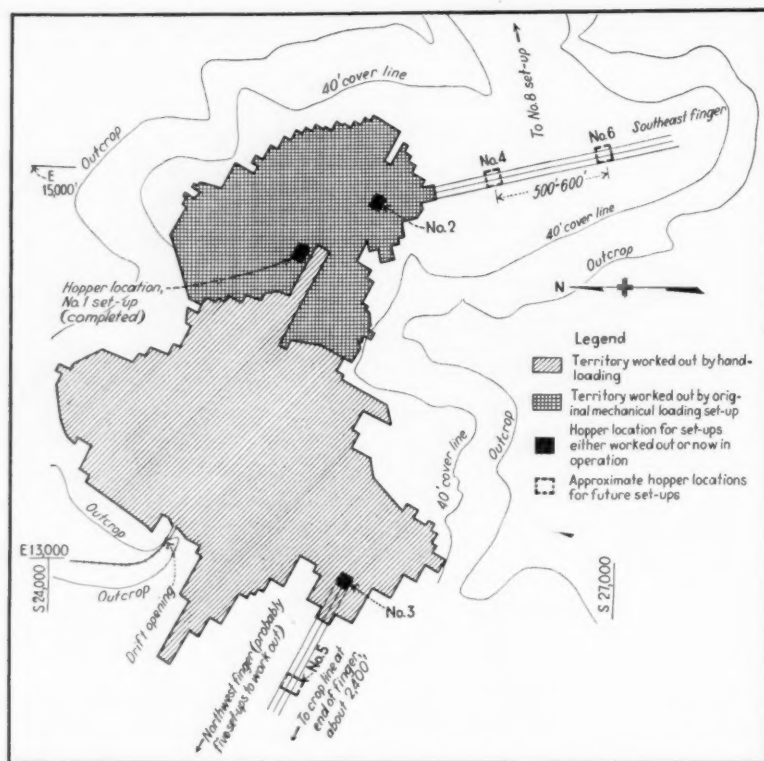 Outcrop
40' cover line
To No.8 set-up
No.6
Southeast finger
No.4
500'-600'
E
15,000'
No.2
40' cover line
Outcrop
N
Hopper location,
No.1 set-up
(completed)
Legend
Territory worked out by hand-
loading
Territory worked out by orig-
inal mechanical loading set-up
Hopper location for set-ups
either worked out or now in
operation
Approximate hopper locations
for future set-ups
Outcrop
40' cover line
Outcrop
E13,000
S 24,000
Outcrop
Drift opening
No.3
S 27,000
No.5
Northwest finger (probably
five set-ups to work out)
To crop line at
end of finger,
about 2,400'